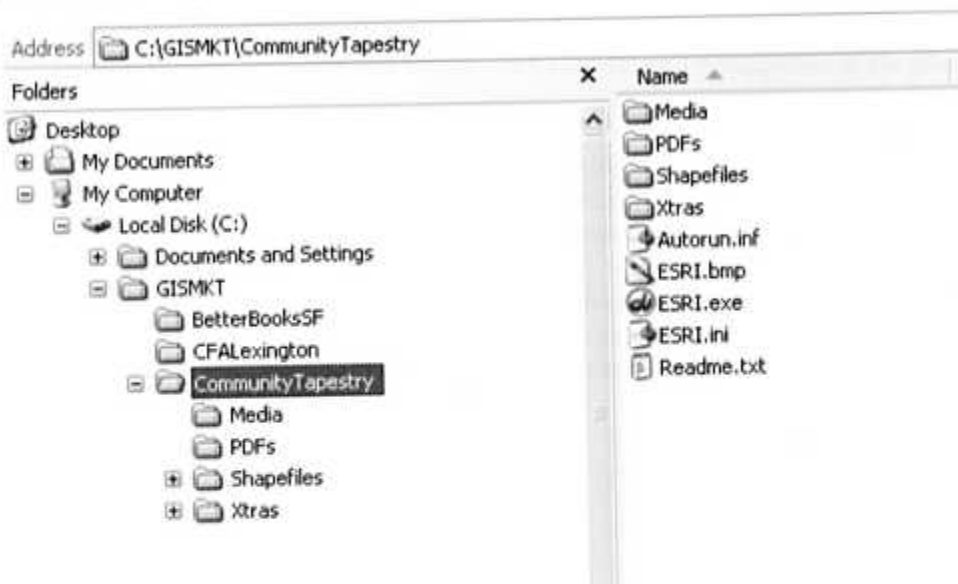 Address C:\GISMKT\CommunityTapestry
Folders
Desktop
My Documents
My Computer
Local Disk (C:)
Documents and Settings
GISMKT
BetterBooksSF
CFALexington
CommunityTapestry
Media
PDFs
Shapefiles
Xtras
Name
Media
PDFs
Shapefiles
Xtras
Autorun.inf
ESRI.bmp
ESRI.exe
ESRI.ini
Readme.txt